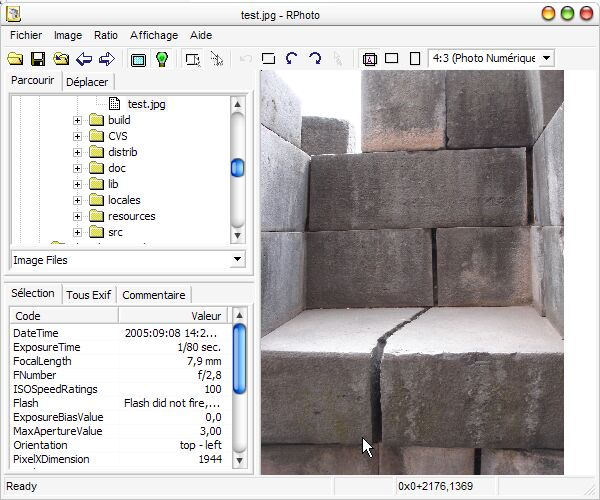 test.jpg - RPhoto
Fichier Image Ratio Affichage Aide
4:3 (Photo Numérique
Parcourir Déplacer
test.jpg
build
CVS
distrib
doc
lib
locales
resources
src
Image Files
Sélection Tous Exif Commentaire
Code Valeur
DateTime 2005:09:08 14:2...
ExposureTime 1/80 sec.
FocalLength 7,9 mm
FNumber f/2,8
ISOSpeedRatings 100
Flash Flash did not fire,...
ExposureBiasValue 0,0
MaxApertureValue 3,00
Orientation top - left
PixelXDimension 1944
Ready 0x0+2176,1369